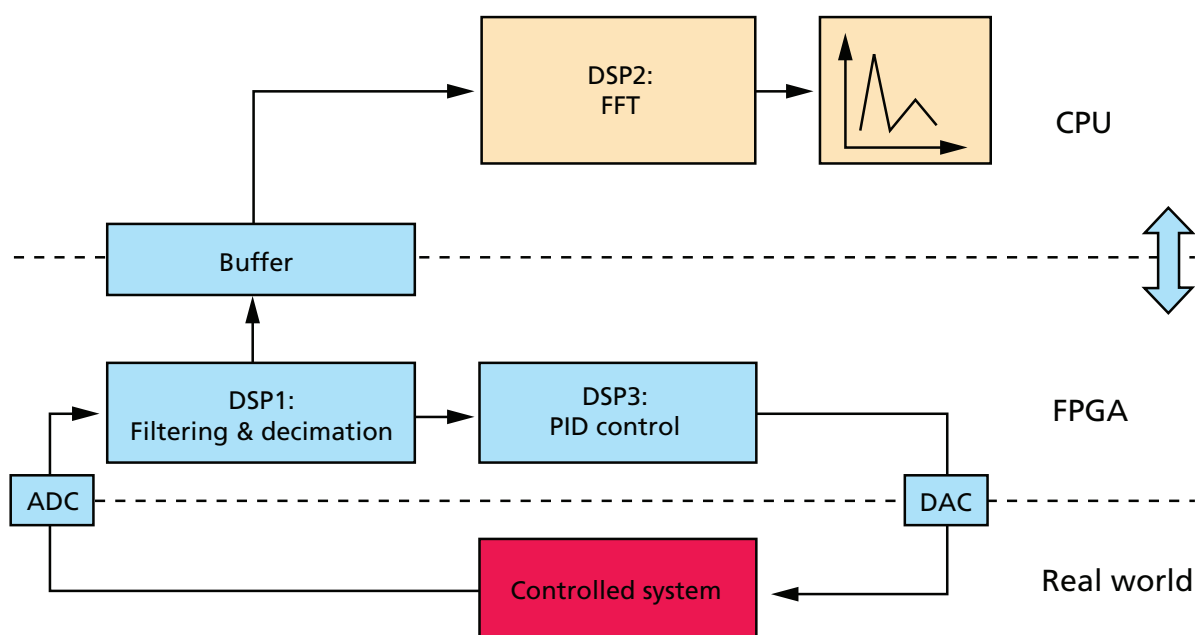 DSP2:
FFT
CPU
Buffer
DSP1:
Filtering & decimation
DSP3:
PID control
FPGA
ADC
DAC
Controlled system
Real world